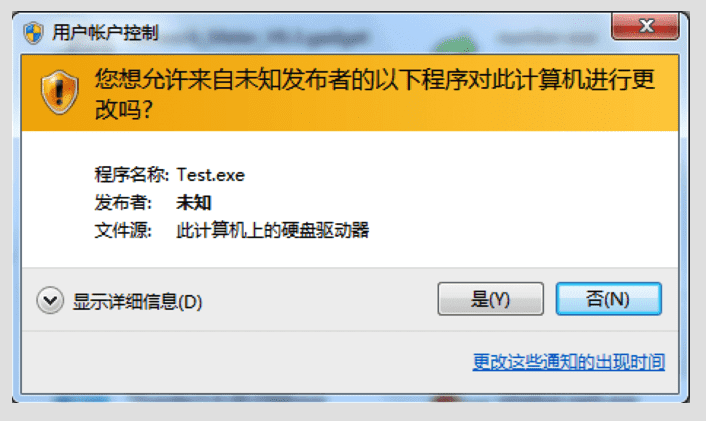 用户帐户控制
您想允许来自未知发布者的以下程序对此计算机进行更
改吗?
程序名称: Test.exe
发布者: 未知
文件源: 此计算机上的硬盘驱动器
显示详细信息(D)
是(Y)
否(N)
更改这些通知的出现时间